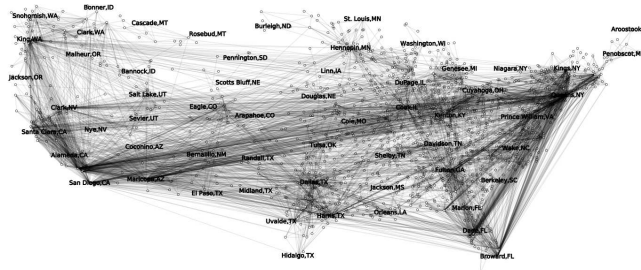 Bonner,ID
Snohomish,WA
St. Louis,MN
Cascade,MT
Burleigh,ND
Aroostook
Clark,WA
Rosebud,MT
King,WA
Washington,WI
Hennepin,MN
Penobscot,M
Malheur,OR
Pennington,SD
Genesee,MI
Niagara,NY
Kings,NY
Bannock,ID
Linn,IA
Jackson,OR
Scotts Bluff,NE
DuPage,IL
Cuyahoga,OH
Salt Lake,UT
Douglas,NE
Queens,NY
Clark,NV
Eagle,CO
Cook,IL
Sevier,UT
Arapahoe,CO
Cole,MO
Kenton,KY
Prince William,VA
Santa Clara,CA
Nye,NV
Coconino,AZ
Tulsa,OK
Davidson,TN
Wake,NC
Alameda,CA
Bernalillo,NM
Randall,TX
Shelby,TN
Fulton,GA
San Diego,CA
Maricopa,AZ
Dallas,TX
Berkeley,SC
El Paso,TX
Midland,TX
Jackson,MS
Harris,TX
Orleans,LA
Marion,FL
Uvalde,TX
Dade,FL
Hidalgo,TX
Broward,FL